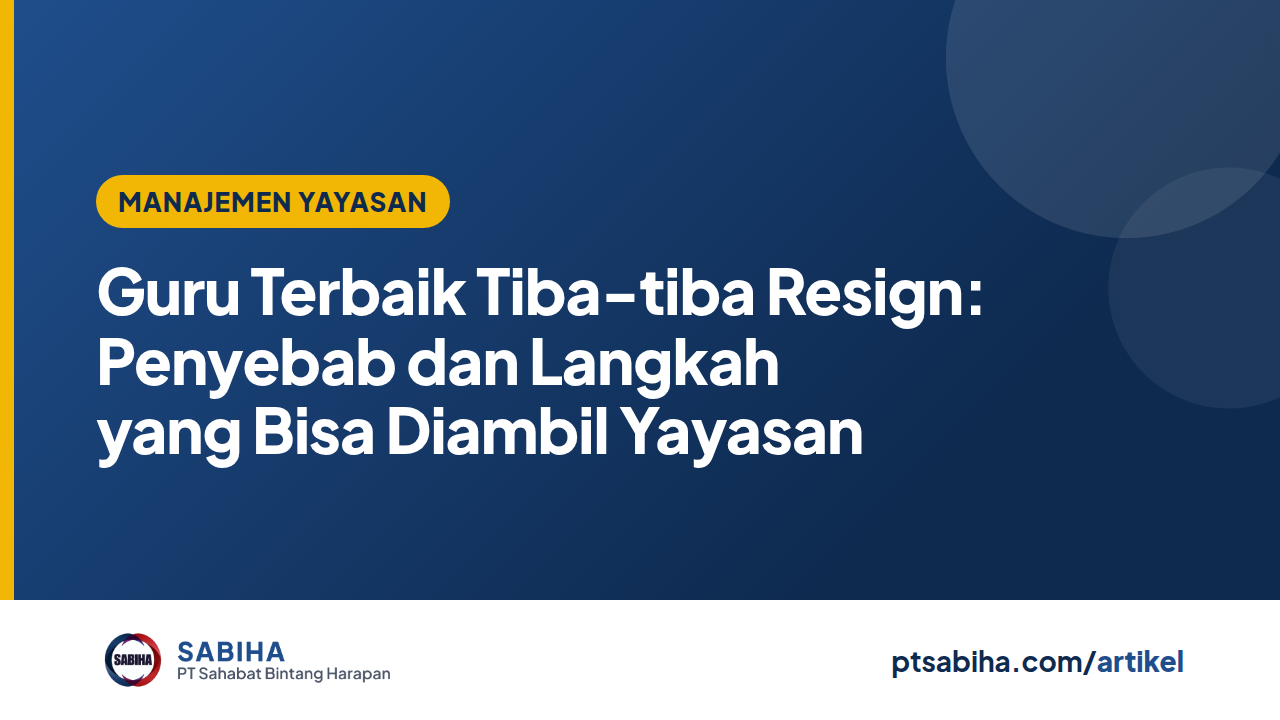 MANAJEMEN YAYASAN
Guru Terbaik Tiba-tiba Resign:
Penyebab dan Langkah
yang Bisa Diambil Yayasan
SABIHA
SABIHA
PT Sahabat Bintang Harapan
ptsabiha.com/artikel